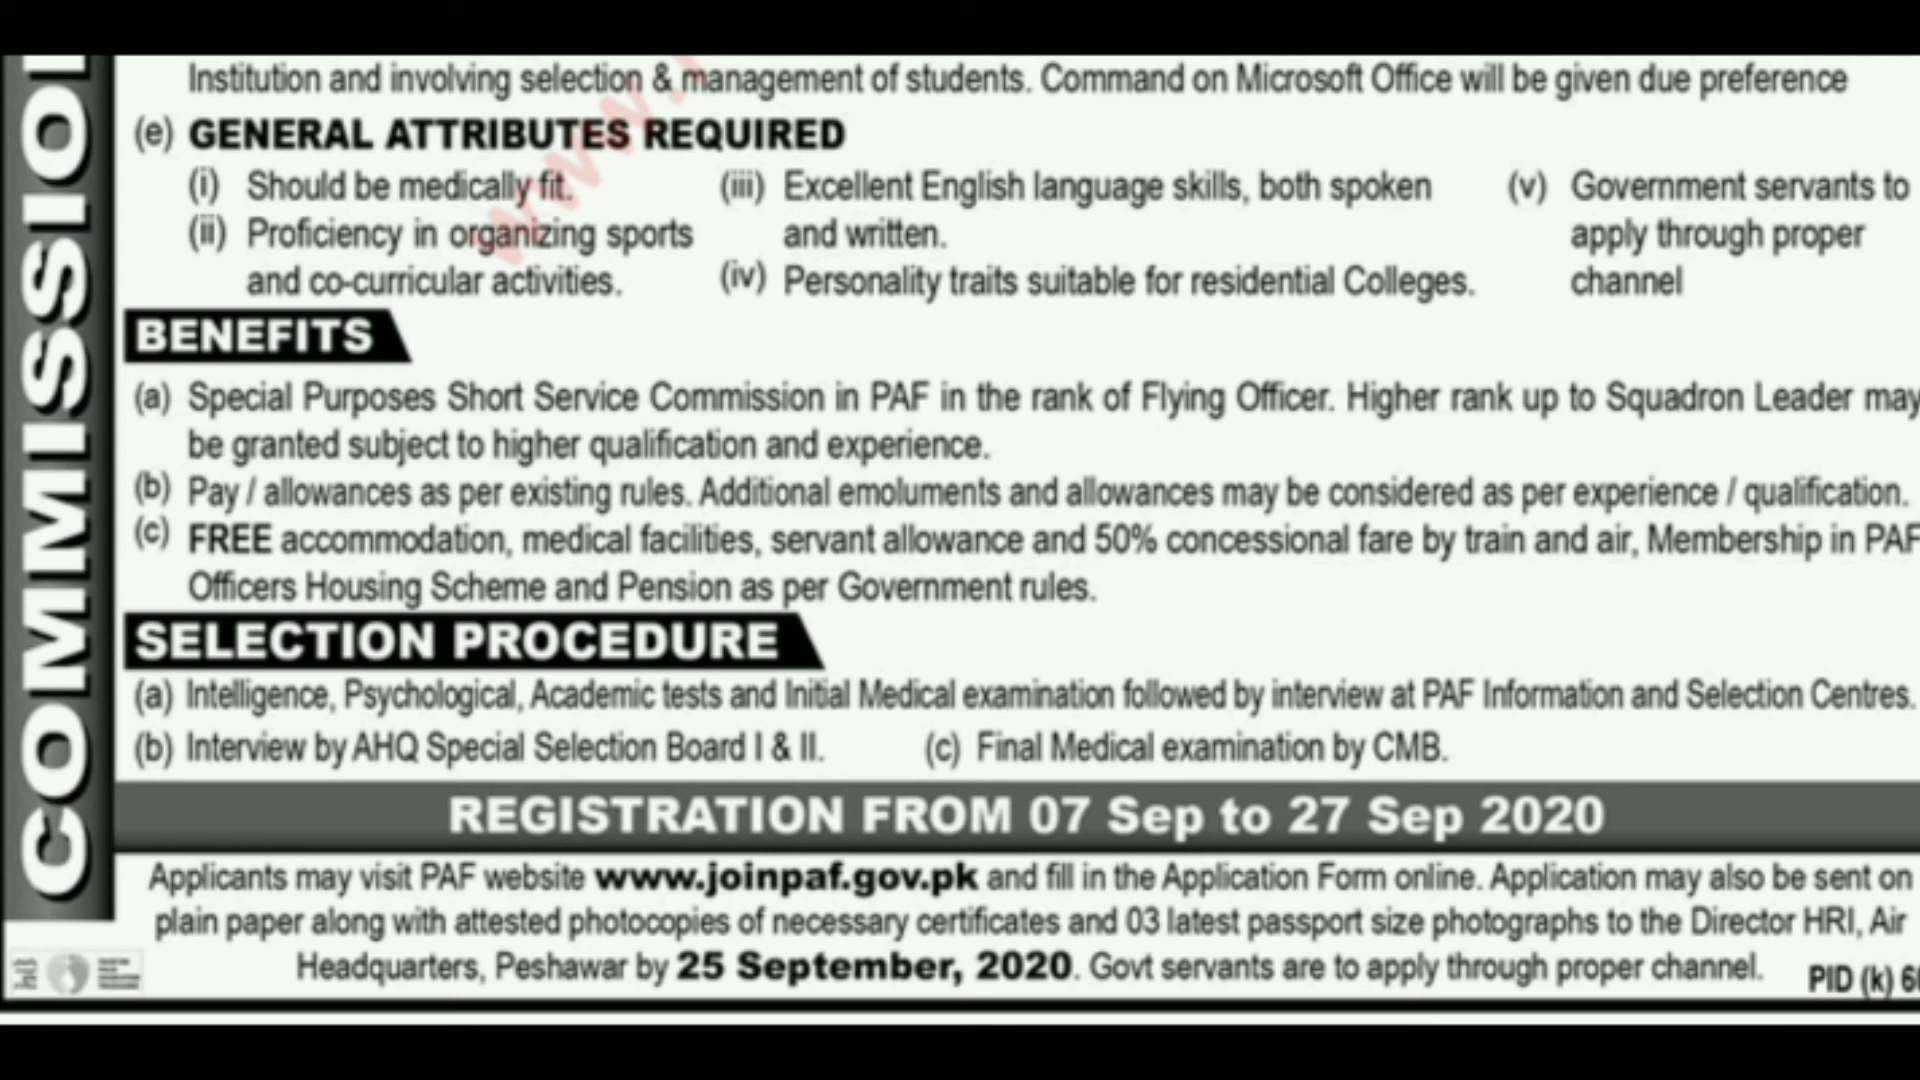 COMMISSION
Institution and involving selection & management of students. Command on Microsoft Office will be given due preference
(e) GENERAL ATTRIBUTES REQUIRED
(i) Should be medically fit.
(ii) Proficiency in organizing sports
and co-curricular activities.
(iii) Excellent English language skills, both spoken
and written.
(iv) Personality traits suitable for residential Colleges.
(v) Government servants to
apply through proper
channel
BENEFITS
(a) Special Purposes Short Service Commission in PAF in the rank of Flying Officer. Higher rank up to Squadron Leader may
be granted subject to higher qualification and experience.
(b) Pay / allowances as per existing rules. Additional emoluments and allowances may be considered as per experience / qualification.
(c) FREE accommodation, medical facilities, servant allowance and 50% concessional fare by train and air, Membership in PAF
Officers Housing Scheme and Pension as per Government rules.
SELECTION PROCEDURE
(a) Intelligence, Psychological, Academic tests and Initial Medical examination followed by interview at PAF Information and Selection Centres.
(b) Interview by AHQ Special Selection Board I & II. (c) Final Medical examination by CMB.
REGISTRATION FROM 07 Sep to 27 Sep 2020
Applicants may visit PAF website www.joinpaf.gov.pk and fill in the Application Form online. Application may also be sent on
plain paper along with attested photocopies of necessary certificates and 03 latest passport size photographs to the Director HRI, Air
Headquarters, Peshawar by 25 September, 2020. Govt servants are to apply through proper channel.
PID (k)
www.